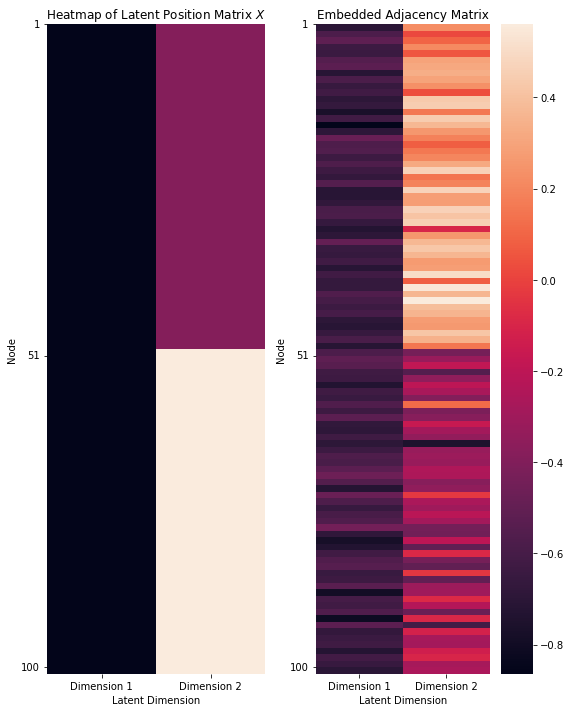 Heatmap of Latent Position Matrix X
1
51
100
Node
Dimension 1
Dimension 2
Latent Dimension
Embedded Adjacency Matrix
1
51
100
Node
Dimension 1
Dimension 2
Latent Dimension
0.4
0.2
0.0
−0.2
−0.4
−0.6
−0.8